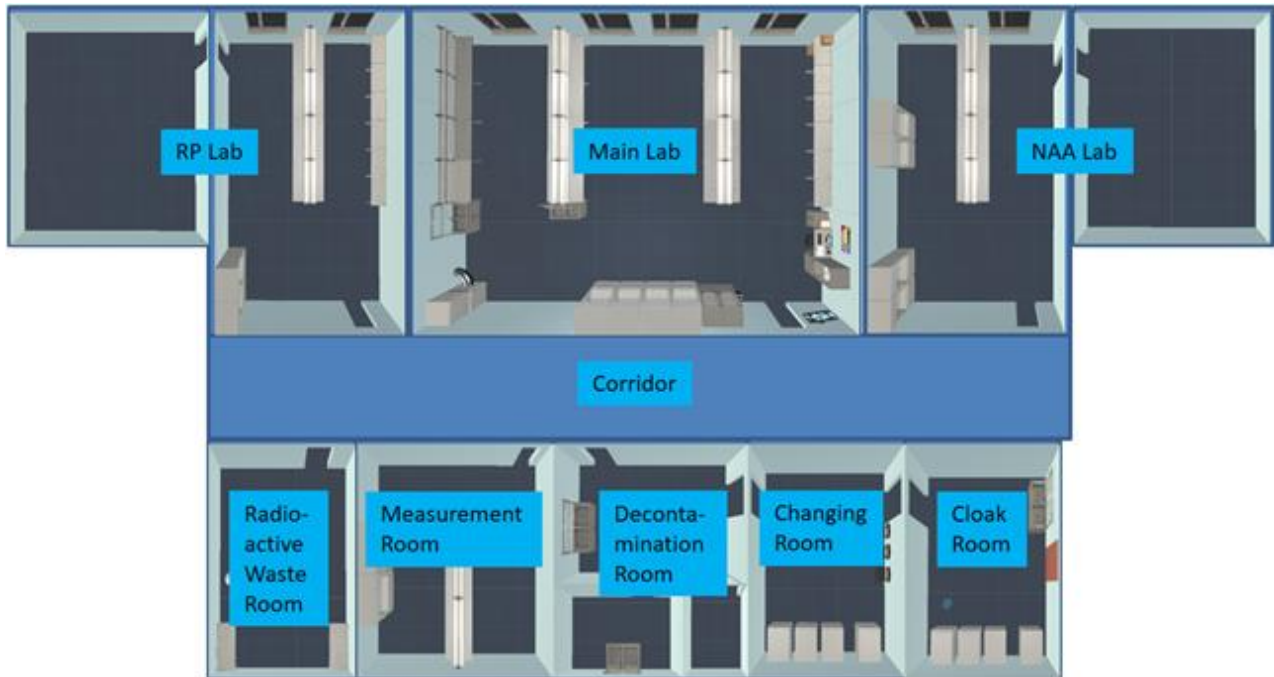 RP Lab
Main Lab
NAA Lab
Corridor
Radio-
active
Waste
Room
Measurement
Room
Deconta-
mination
Room
Changing
Room
Cloak
Room